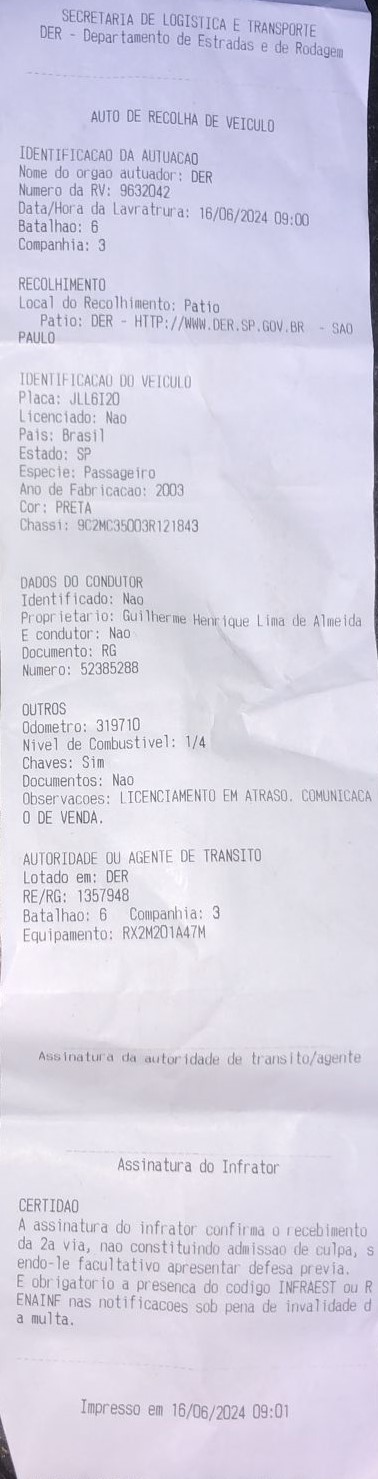 SECRETARIA DE LOGISTICA E TRANSPORTE
DER - Departamento de Estradas e de Rodagem
AUTO DE RECOLHA DE VEICULO
IDENTIFICACAO DA AUTUACAO
Nome do orgao autuador: DER
Numero da RV: 9632042
Data/Hora da Lavratrura: 16/06/2024 09:00
Batalhao: 6
Companhia: 3
RECOLHIMENTO
Local do Recolhimento: Patio
Patio: DER - HTTP://WWW.DER.SP.GOV.BR - SAO
PAULO
IDENTIFICACAO DO VEICULO
Placa: JLL6I20
Licenciado: Nao
Pais: Brasil
Estado: SP
Especie: Passageiro
Ano de Fabricacao: 2003
Cor: PRETA
Chassi: 9C2MC35003R121843
DADOS DO CONDUTOR
Identificado: Nao
Proprietario: Guilherme Henrique Lima de Almeida
E condutor: Nao
Documento: RG
Numero: 52385288
OUTROS
Odometro: 319710
Nivel de Combustivel: 1/4
Chaves: Sim
Documentos: Nao
Observacoes: LICENCIAMENTO EM ATRASO. COMUNICACA
O DE VENDA.
AUTORIDADE OU AGENTE DE TRANSITO
Lotado em: DER
RE/RG: 1357948
Batalhao: 6 Companhia: 3
Equipamento: RX2M201A47M
Assinatura da autoridade de transito/agente
Assinatura do Infrator
CERTIDAO
A assinatura do infrator confirma o recebimento
da 2a via, nao constituindo admissao de culpa, s
endo-le facultativo apresentar defesa previa.
E obrigatorio a presenca do codigo INFRAEST ou R
ENAINF nas notificacoes sob pena de invalidade d
a multa.
Impresso em 16/06/2024 09:01